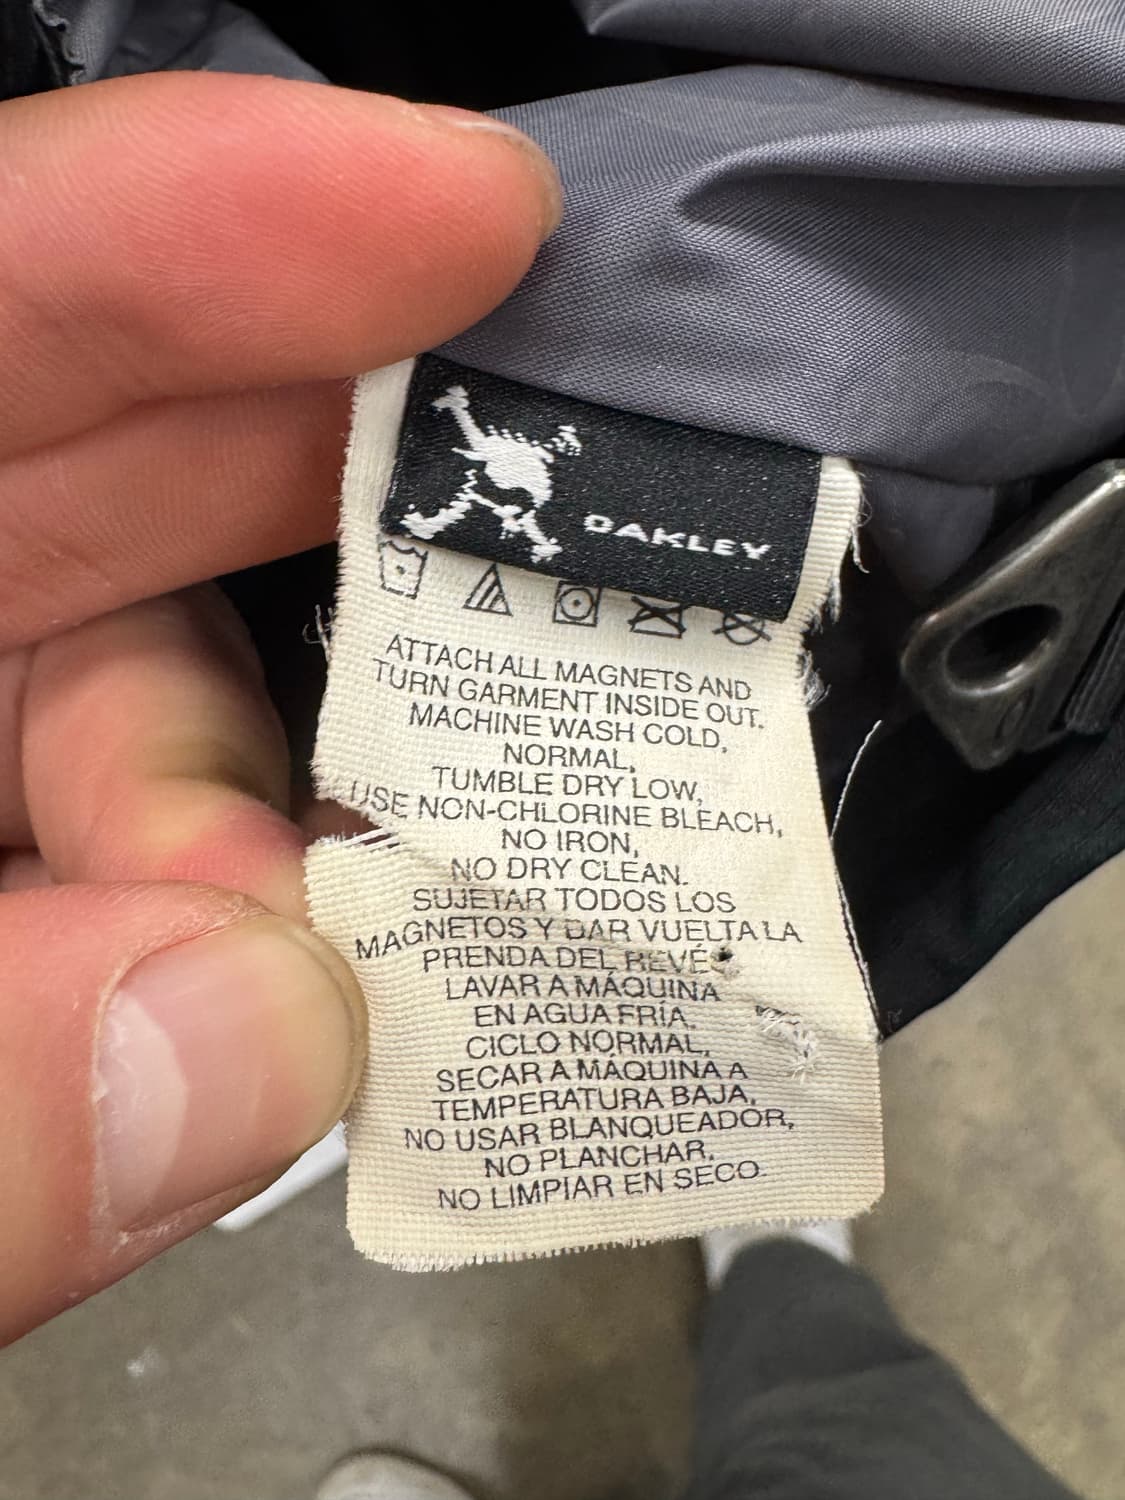 OAKLEY
ATTACH ALL MAGNETS AND
TURN GARMENT INSIDE OUT.
MACHINE WASH COLD,
NORMAL,
TUMBLE DRY LOW,
USE NON-CHLORINE BLEACH,
NO IRON,
NO DRY CLEAN.
SUJETAR TODOS LOS
MAGNETOS Y DAR VUELTA LA
PRENDA DEL REVÉS
LAVAR A MÁQUINA
EN AGUA FRÍA.
CICLO NORMAL,
SECAR A MÁQUINA A
TEMPERATURA BAJA,
NO USAR BLANQUEADOR,
NO PLANCHAR.
NO LIMPIAR EN SECO.